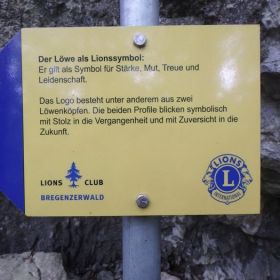 Der Löwe als Lionssymbol:
Er gilt als Symbol für Stärke, Mut, Treue und
Leidenschaft.
Das Logo besteht unter anderem aus zwei
Löwenköpfen. Die beiden Profile blicken symbolisch
mit Stolz in die Vergangenheit und mit Zuversicht in die
Zukunft.
LIONS CLUB
BREGENZERWALD
LIONS
L
INTERNATIONAL